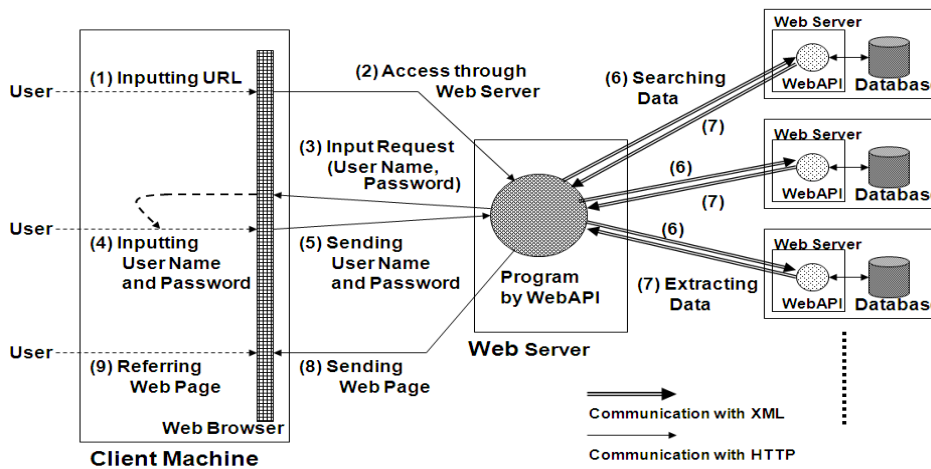 User
(1) Inputting URL
(2) Access through
Web Server
(3) Input Request
(User Name,
Password)
User
(4) Inputting
User Name
and Password
(5) Sending
User Name
and Password
User
(9) Referring
Web Page
(8) Sending
Web Page
Web Browser
Client Machine
Program
by WebAPI
Web Server
(6) Searching
Data
(7)
(6)
(7)
(6)
(7) Extracting
Data
Web Server
WebAPI
Database
Web Server
WebAPI
Database
Web Server
WebAPI
Database
Communication with XML
Communication with HTTP